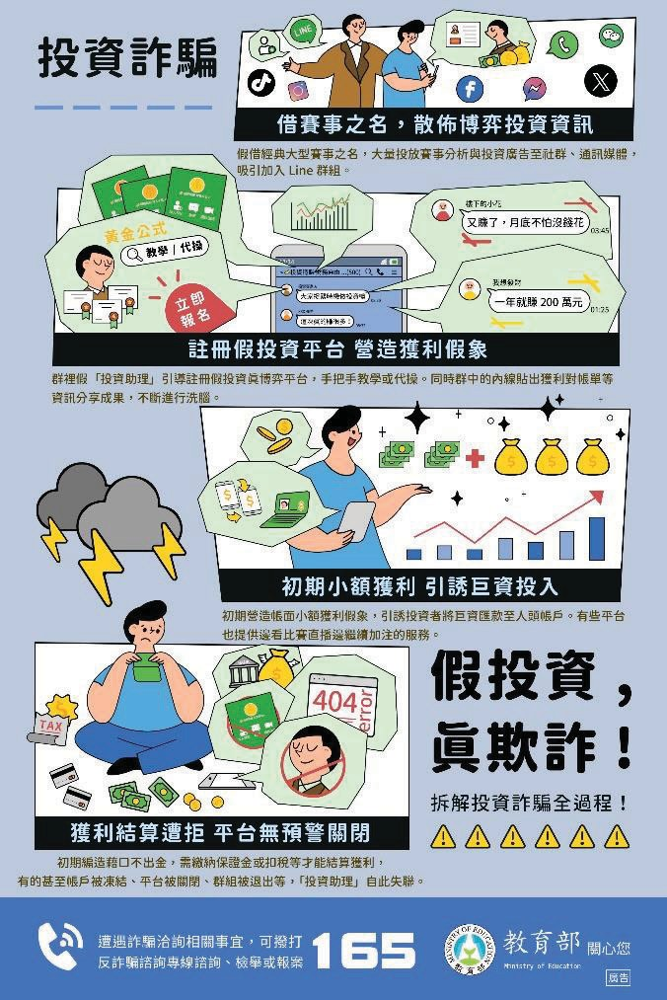 投資詐騙
LINE
借賽事之名，散佈博弈投資資訊
假借經典大型賽事之名，大量投放賽事分析與投資廣告至社群、通訊媒體，
吸引加入 Line 群組。
黃金公式
教學 / 代操
立即
報名
樓下的小花
又賺了，月底不怕沒錢花
03:45
我想發財
一年就賺 200 萬元
01:25
註冊假投資平台 營造獲利假象
群裡假「投資助理」引導註冊假投資真博弈平台，手把手教學或代操。同時群中的內線貼出獲利對帳單等
資訊分享成果，不斷進行洗腦。
初期小額獲利 引誘巨資投入
初期營造帳面小額獲利假象，引誘投資者將巨資匯款至人頭帳戶。有些平台
也提供邊看比賽直播邊繼續加注的服務。
TAX
404
error
獲利結算遭拒 平台無預警關閉
初期編造藉口不出金，需繳納保證金或扣稅等才能結算獲利，
有的甚至帳戶被凍結、平台被關閉、群組被退出等，「投資助理」自此失聯。
假投資，
真欺詐！
拆解投資詐騙全過程！
遭遇詐騙洽詢相關事宜，可撥打
反詐騙諮詢專線諮詢、檢舉或報案
165
MINISTRY OF EDUCATION
教育部
教育部
Ministry of Education
關心您
廣告